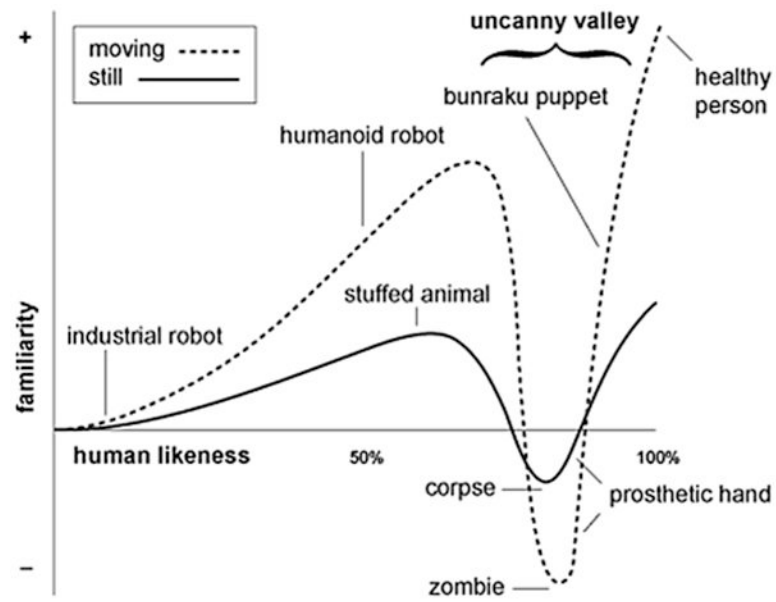 +
uncanny valley
moving
still
bunraku puppet
healthy
person
humanoid robot
stuffed animal
industrial robot
familiarity
human likeness
50%
100%
corpse
prosthetic hand
–
zombie